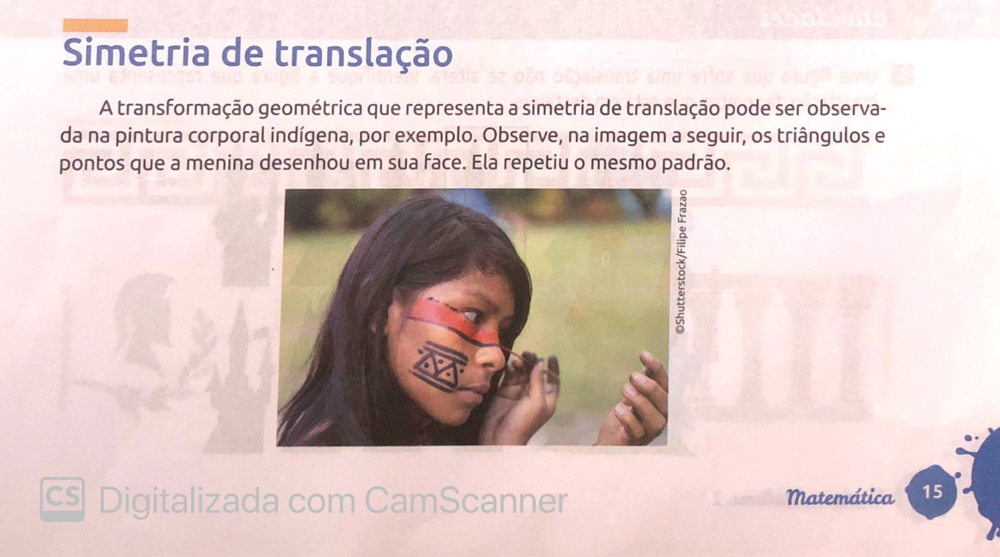 Simetria de translação
A transformação geométrica que representa a simetria de translação pode ser observa-
da na pintura corporal indígena, por exemplo. Observe, na imagem a seguir, os triângulos e
pontos que a menina desenhou em sua face. Ela repetiu o mesmo padrão.
©Shutterstock/Filipe Frazao
CS Digitalizada com CamScanner
Matemática 15